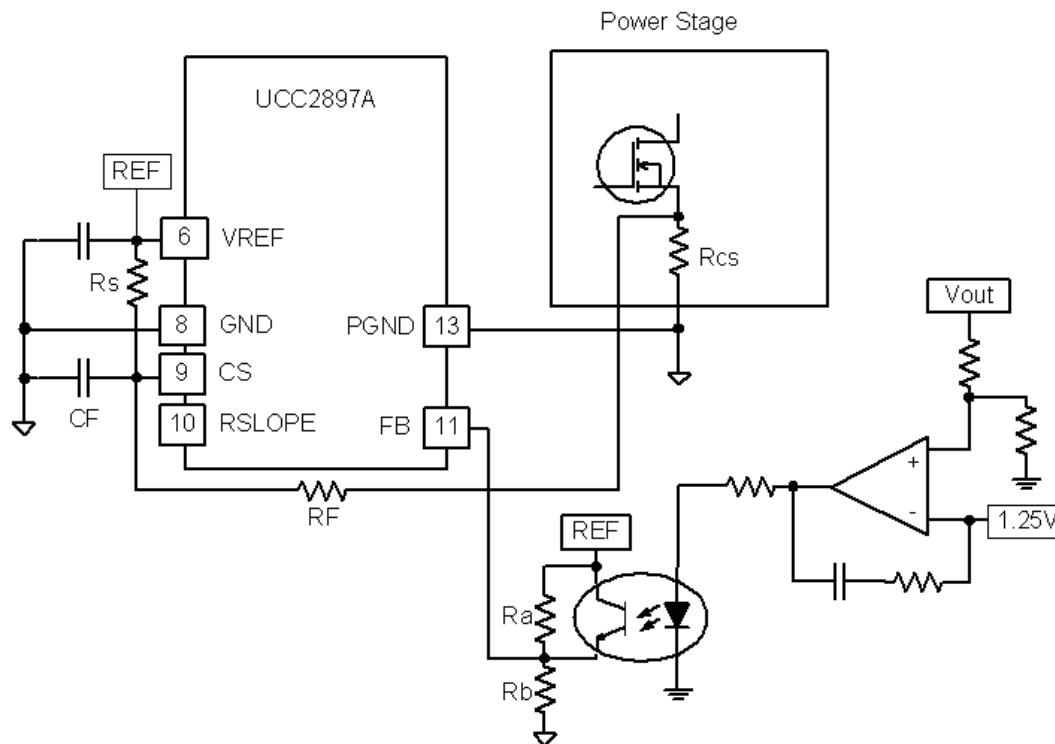 Power Stage
UCC2897A
REF
6 VREF
Rs
Rcs
Vout
8 GND
PGND 13
9 CS
CF
10 RSLOPE
FB 11
+
-
1.25V
RF
REF
Ra
Rb